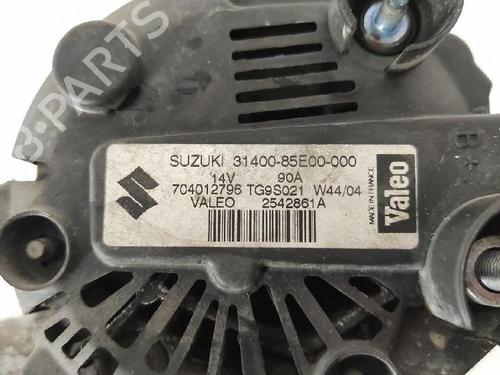 SUZUKI 31400-85E00-000
14V 90A
704012796 TG9S021 W44/04
VALEO 2542861A
MADE IN FRANCE
Valeo
B+
B-PARTS